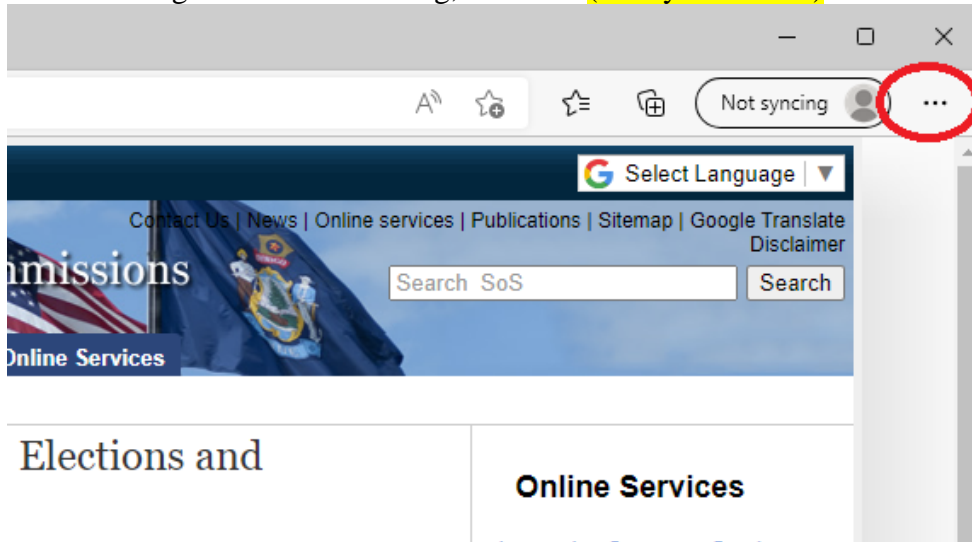 Not syncing
Select Language
Contact Us | News | Online services | Publications | Sitemap | Google Translate
Disclaimer
mmissions
Search SoS
Search
Online Services
Elections and
Online Services